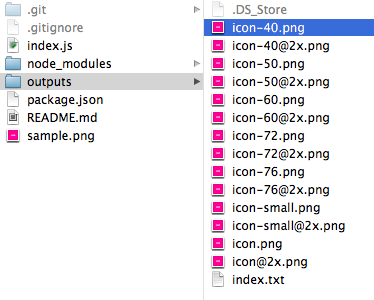 .git
.gitignore
index.js
node_modules
outputs
package.json
README.md
sample.png
.DS_Store
icon-40.png
icon-40@2x.png
icon-50.png
icon-50@2x.png
icon-60.png
icon-60@2x.png
icon-72.png
icon-72@2x.png
icon-76.png
icon-76@2x.png
icon-small.png
icon-small@2x.png
icon.png
icon@2x.png
index.txt